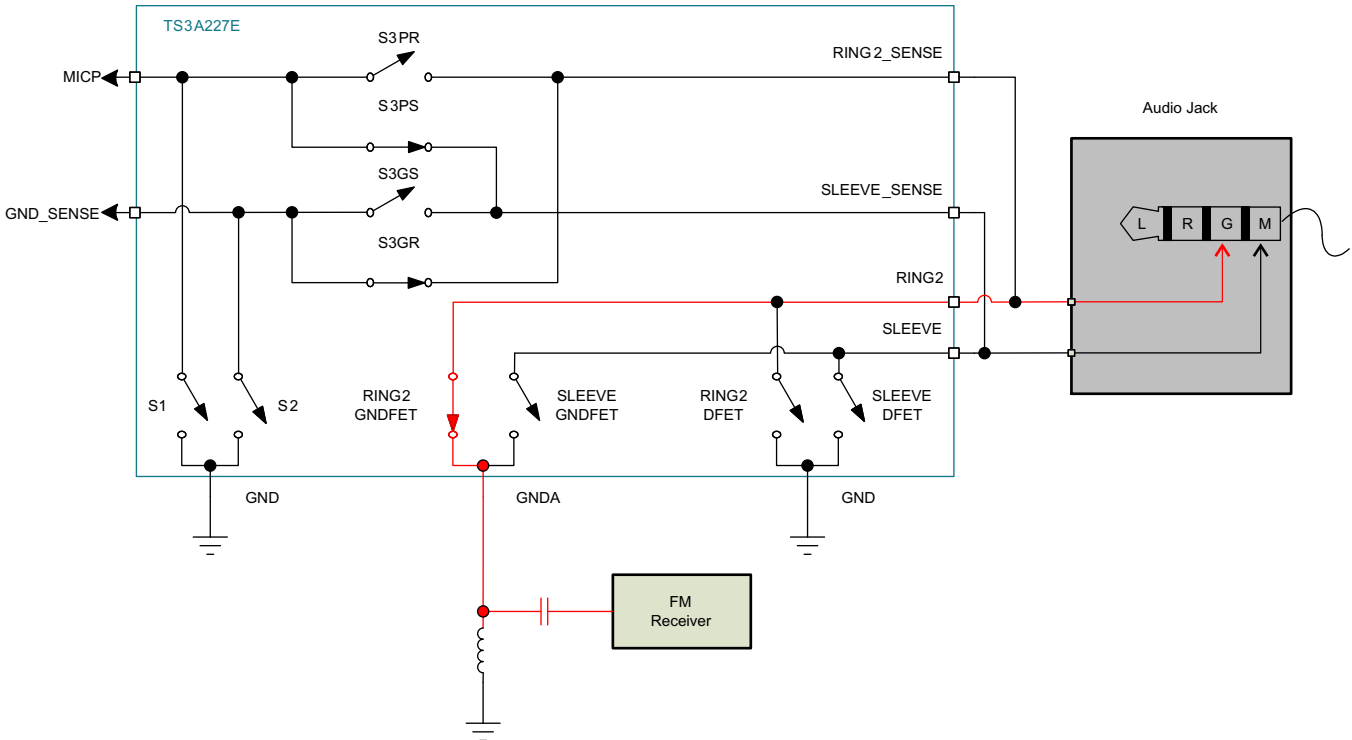 TS3A227E
S3PR
RING2_SENSE
MICP
Audio Jack
S3PS
S3GS
SLEEVE_SENSE
GND_SENSE
L R G M
S3GR
RING2
SLEEVE
S1
S2
RING2
GNDFET
SLEEVE
GNDFET
RING2
DFET
SLEEVE
DFET
GND
GNDA
GND
FM
Receiver